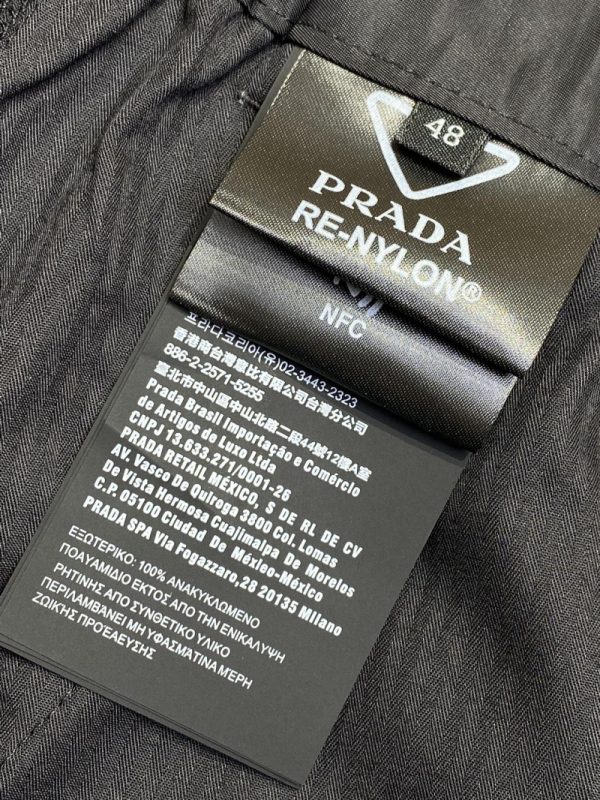 48
PRADA
RE-NYLON®
NFC
프라다코리아(유)02-3443-2323
香港商台灣摩比有限公司台灣分公司
886-2-2571-5255
臺北市中山區中山北路二段44號12樓A室
Prada Brasil Importação e Comércio
de Artigos de Luxo Ltda
CNPJ 13.633.271/0001-26
PRADA RETAIL MÉXICO, S DE RL DE CV
AV. Vasco De Quiroga 3800 Col. Lomas
De Vista Hermosa Cuajimalpa De Morelos
C.P. 05100 Ciudad De México-México
PRADA SPA Via Fogazzaro,28 20135 Milano
ΕΞΩΤΕΡΙΚΟ: 100% ΑΝΑΚΥΚΛΩΜΕΝΟ
ΠΟΛΥΑΜΙΔΙΟ ΕΚΤΟΣ ΑΠΟ ΤΗΝ ΕΠΙΚΑΛΥΨΗ
ΡΗΤΙΝΗΣ ΑΠΟ ΣΥΝΘΕΤΙΚΟ ΥΛΙΚΟ
ΠΕΡΙΛΑΜΒΑΝΕΙ ΜΗ ΥΦΑΣΜΑΤΙΝΑ ΜΕΡΗ
ΖΩΙΚΗΣ ΠΡΟΕΛΕΥΣΗΣ